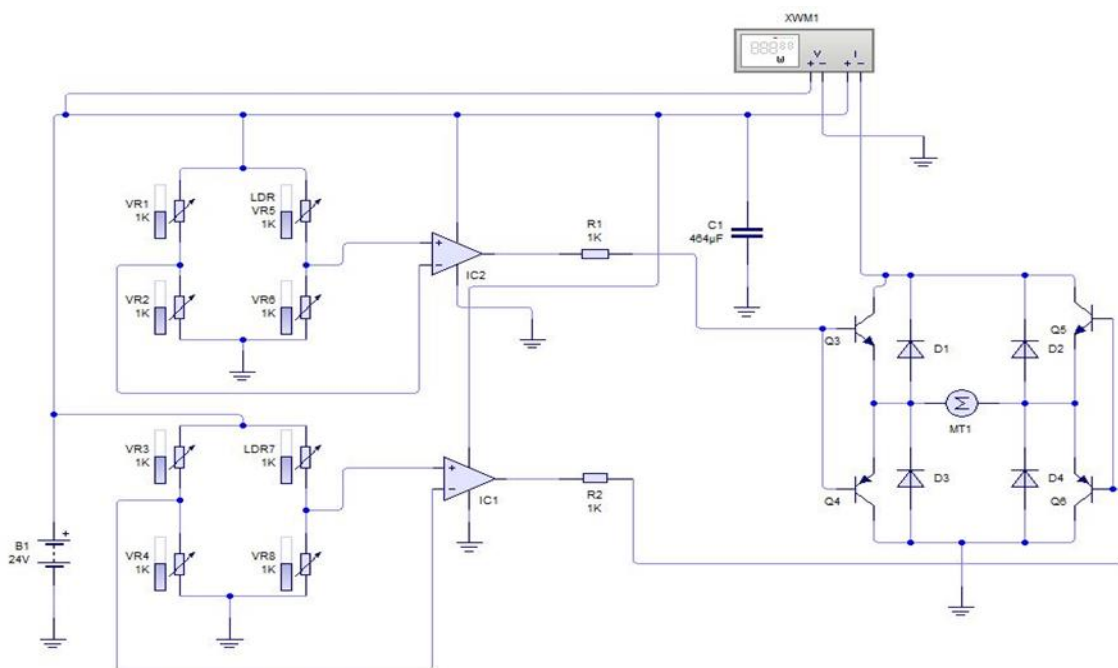 XWM1
V I
+ - + -
W
VR1
1K
LDR
VR5
1K
VR2
1K
VR6
1K
+
-
IC2
R1
1K
C1
464µF
Q3
Q5
D1
D2
M
MT1
Q4
D3
D4
Q6
VR3
1K
LDR7
1K
VR4
1K
VR8
1K
+
-
IC1
R2
1K
B1
24V
+